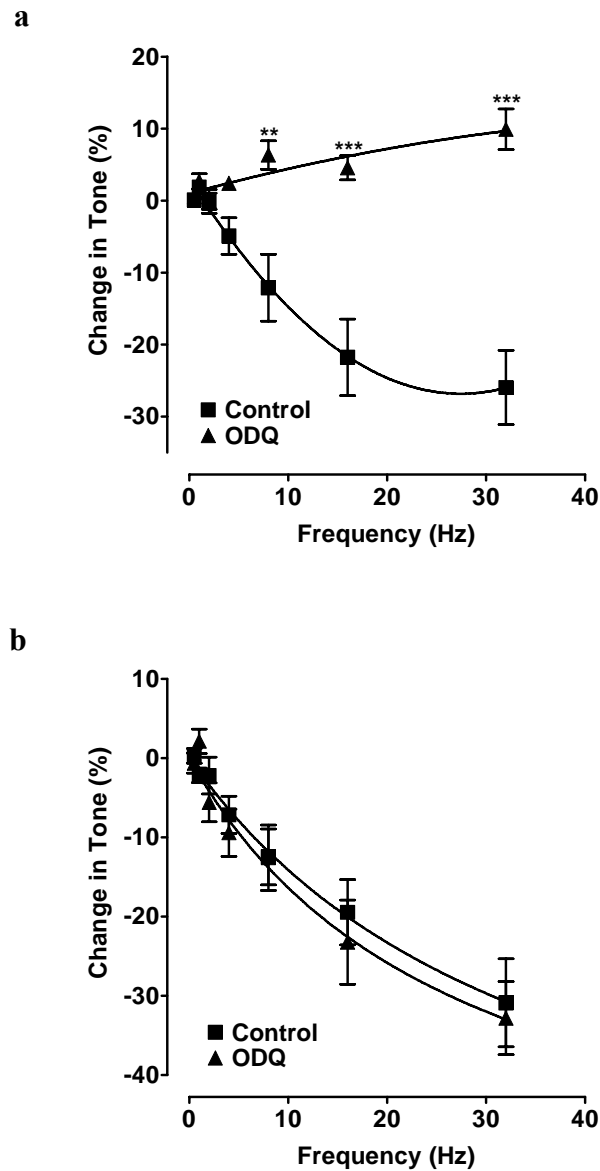 a
20
10
0
-10
-20
-30
Change in Tone (%)
**
***
***
Control
ODQ
0 10 20 30 40
Frequency (Hz)
b
10
0
-10
-20
-30
-40
Change in Tone (%)
Control
ODQ
0 10 20 30 40
Frequency (Hz)